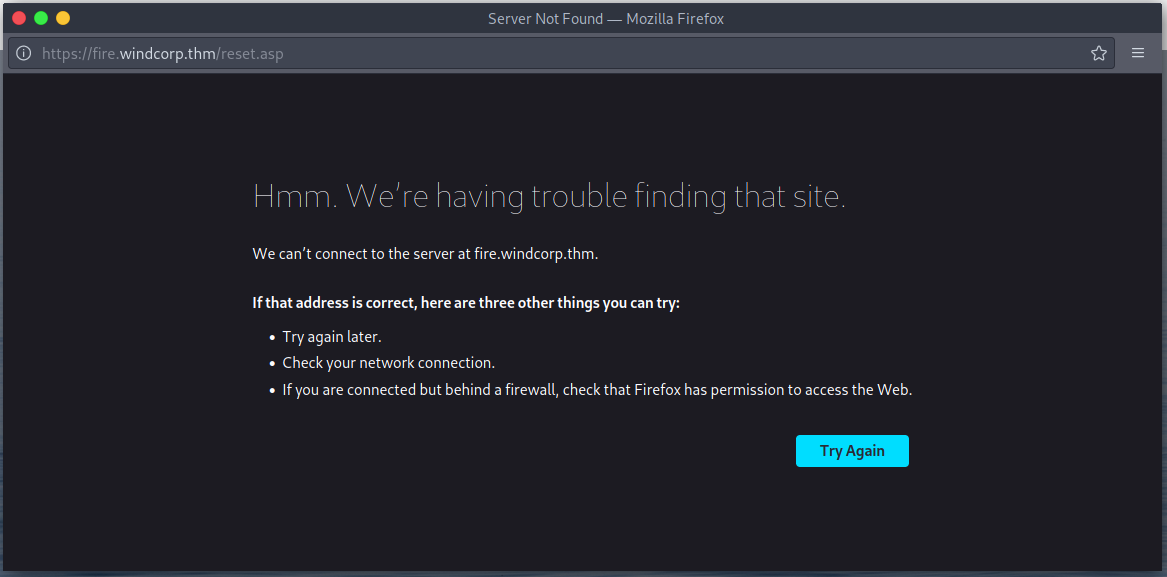 Server Not Found — Mozilla Firefox
https://fire.windcorp.thm/reset.asp
Hmm. We’re having trouble finding that site.
We can’t connect to the server at fire.windcorp.thm.
If that address is correct, here are three other things you can try:
• Try again later.
• Check your network connection.
• If you are connected but behind a firewall, check that Firefox has permission to access the Web.
Try Again